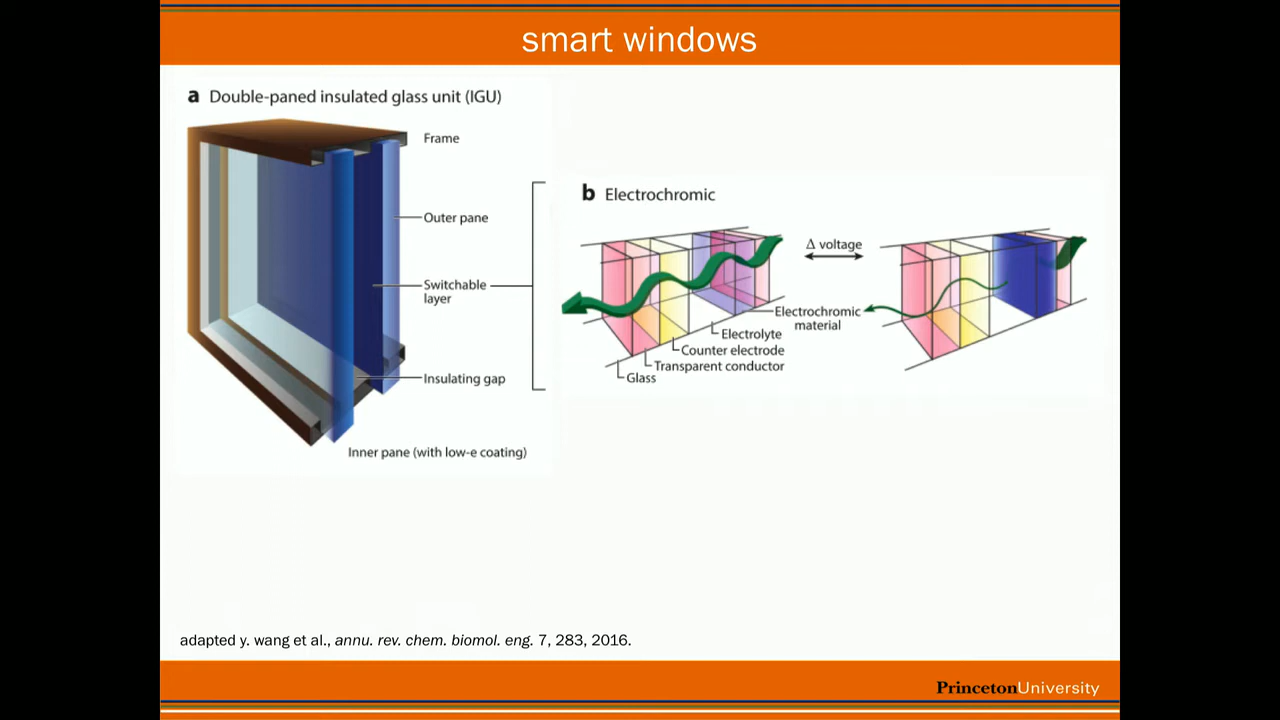 smart windows
a Double-paned insulated glass unit (IGU)
Frame
Outer pane
Switchable
layer
Insulating gap
Inner pane (with low-e coating)
b Electrochromic
Δ voltage
Electrochromic
material
Electrolyte
Counter electrode
Transparent conductor
Glass
adapted y. wang et al., annu. rev. chem. biomol. eng. 7, 283, 2016.
PrincetonUniversity